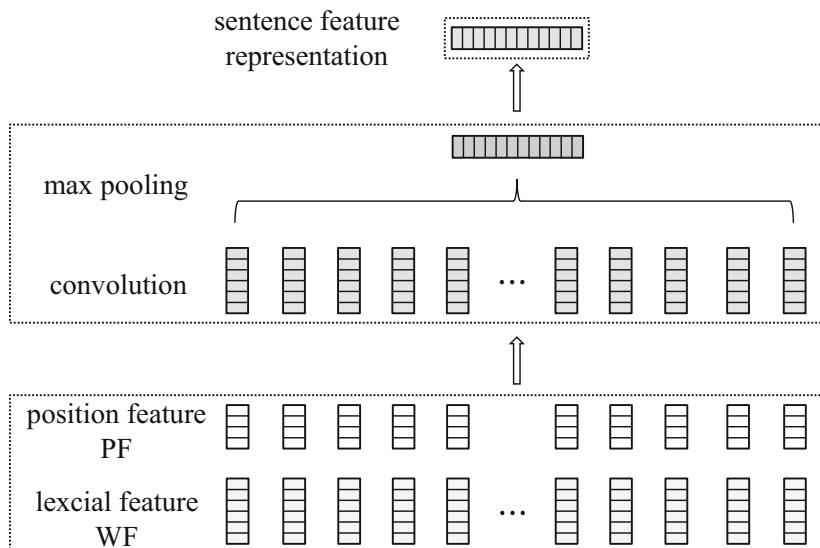 sentence feature
representation
max pooling
convolution
...
position feature
PF
lexcial feature
WF
...